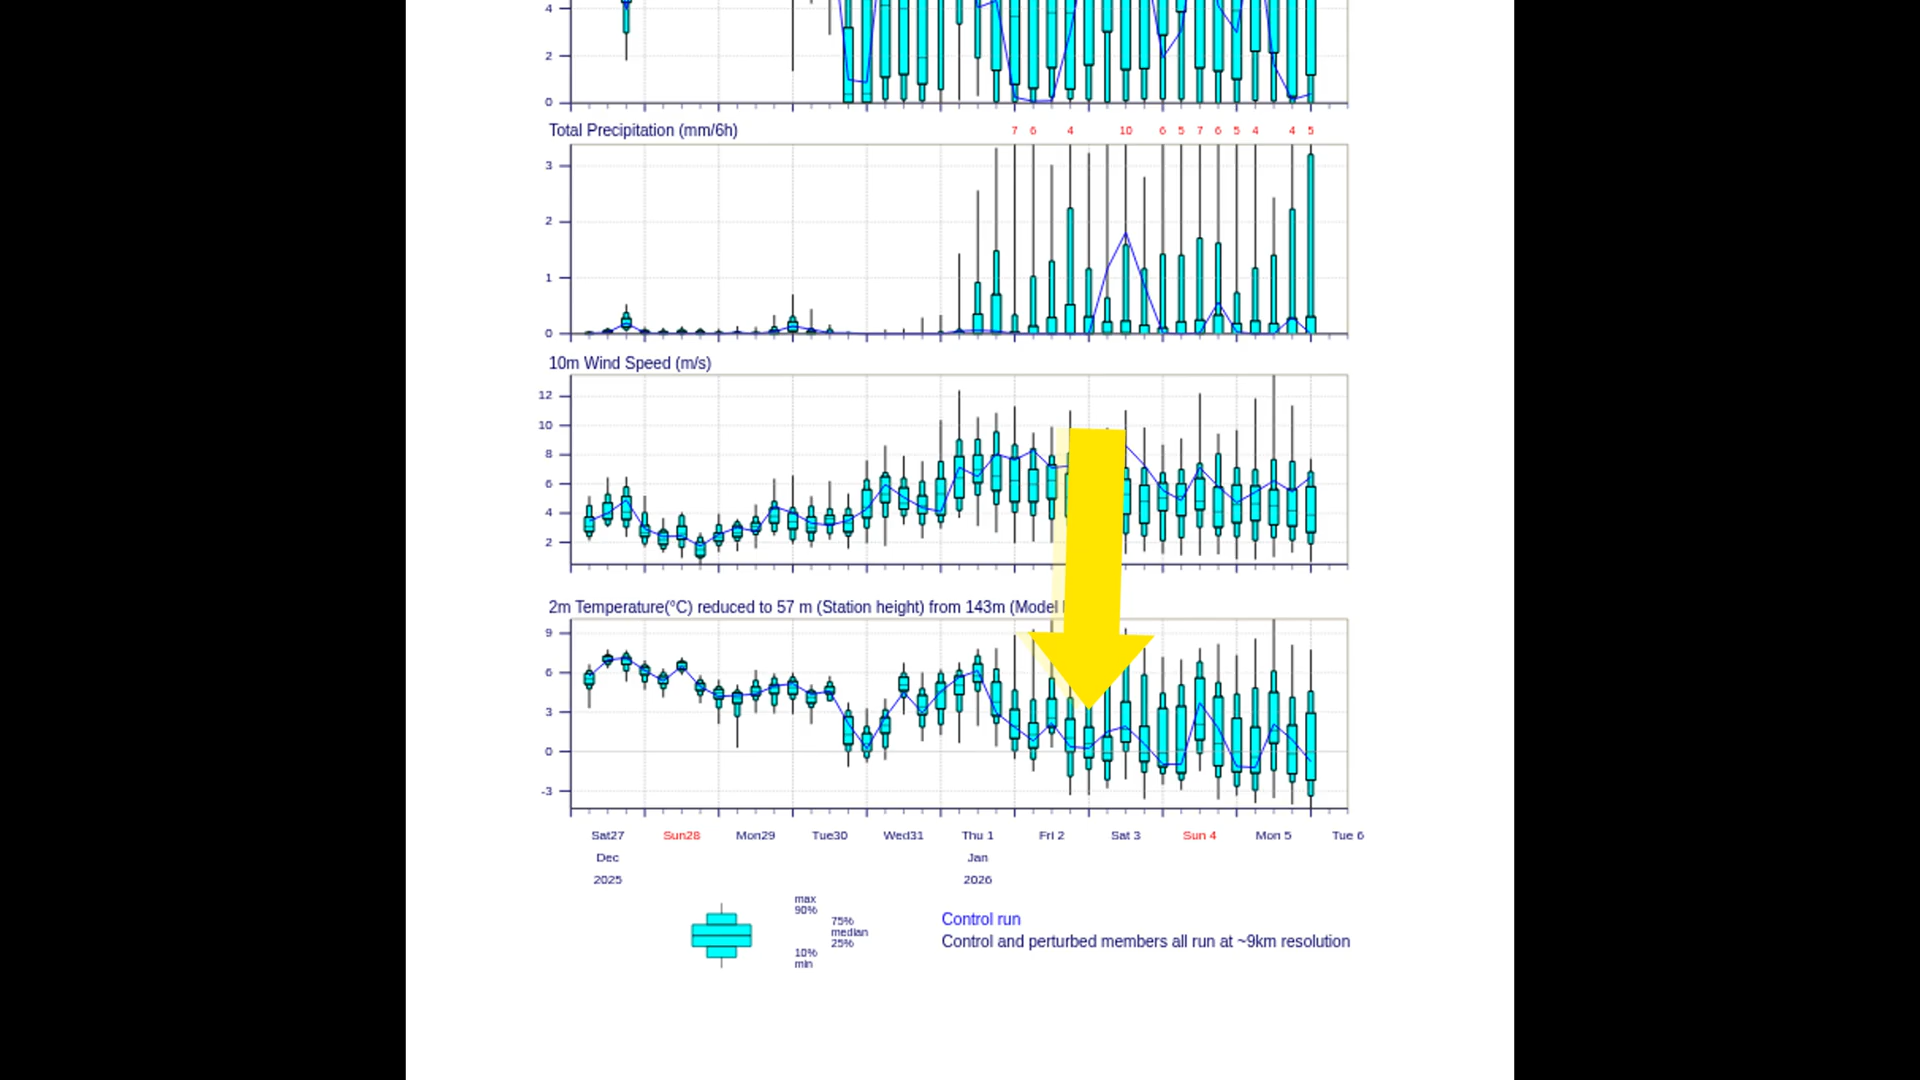 4
2
0
Total Precipitation (mm/6h)
7 6 4 10 6 5 7 6 5 4 4 5
3
2
1
0
10m Wind Speed (m/s)
12
10
8
6
4
2
2m Temperature(°C) reduced to 57 m (Station height) from 143m (Model
9
6
3
0
-3
Sat27 Sun28 Mon29 Tue30 Wed31 Thu 1 Fri 2 Sat 3 Sun 4 Mon 5 Tue 6
Dec Jan
2025 2026
max
90%
75%
median
25%
10%
min
Control run
Control and perturbed members all run at ~9km resolution